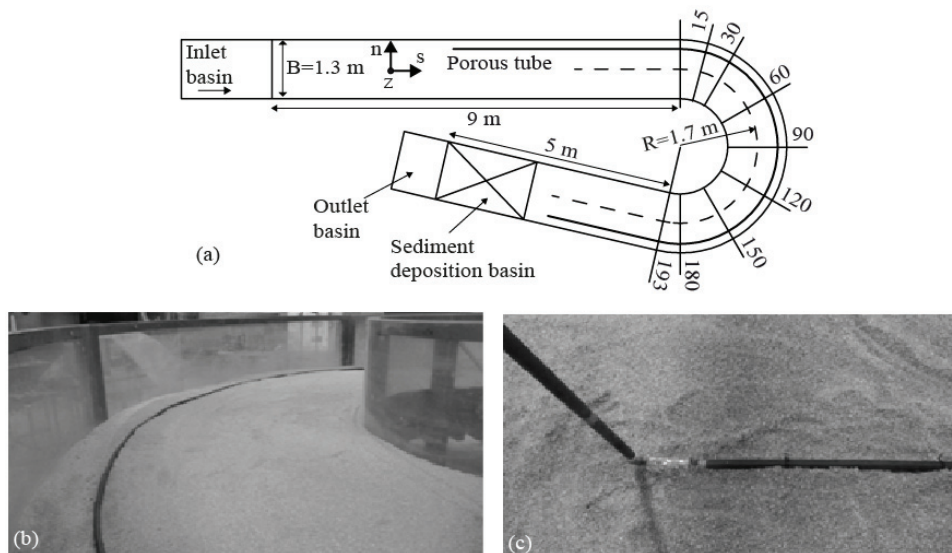 Inlet
basin
B=1.3 m
n
s
z
Porous tube
9 m
15
30
60
90
120
150
180
193
R=1.7 m
5 m
Outlet
basin
Sediment
deposition basin
(a)
(b)
(c)